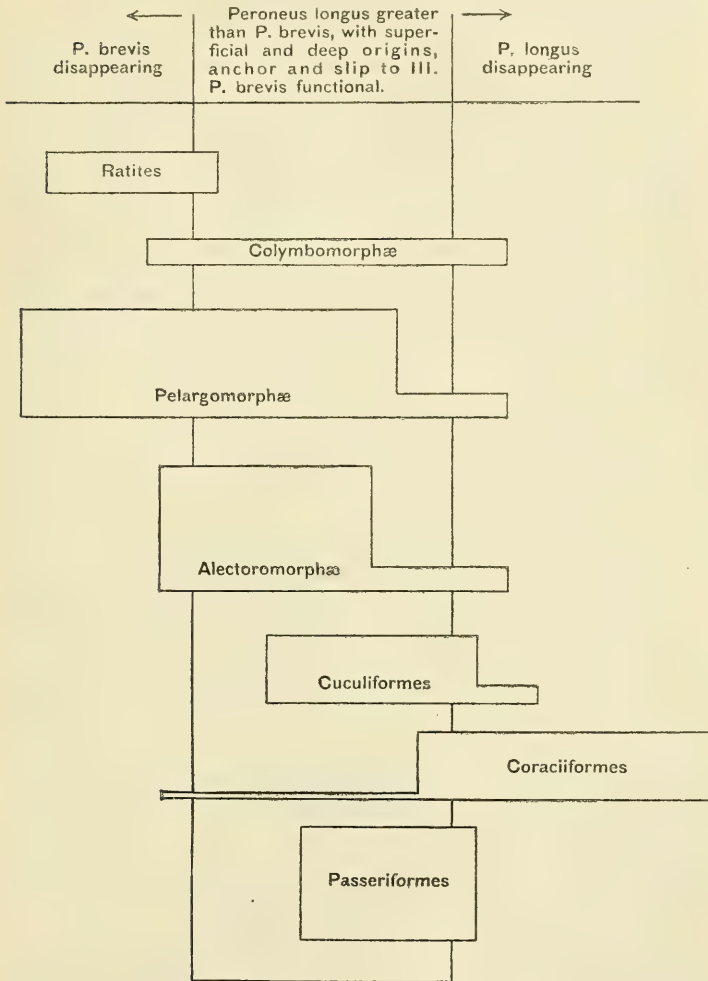 P. brevis
disappearing
Peroneus longus greater
than P. brevis, with super-
ficial and deep origins,
anchor and slip to III.
P. brevis functional.
P. longus
disappearing
Ratites
Colymbomorphæ
Pelargomorphæ
Alectoromorphæ
Cuculiformes
Coraciiformes
Passeriformes